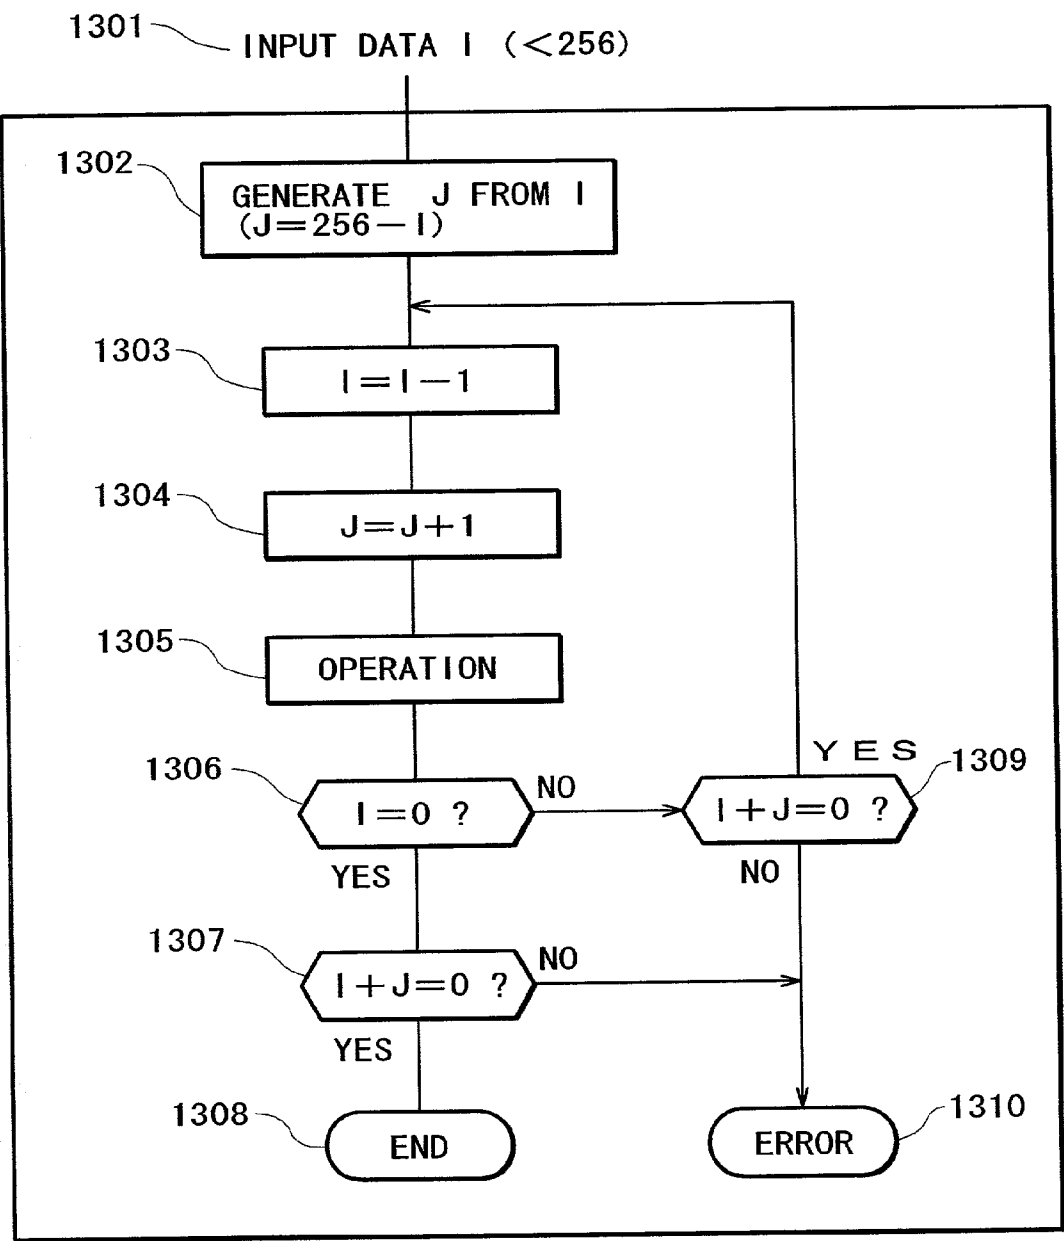 1301
INPUT DATA I (<256)
1302
GENERATE J FROM I
(J=256-I)
1303
I=I-1
1304
J=J+1
1305
OPERATION
YES
1306
I=0 ?
NO
I+J=0 ?
1309
YES
NO
1307
I+J=0 ?
NO
YES
1308
END
ERROR
1310